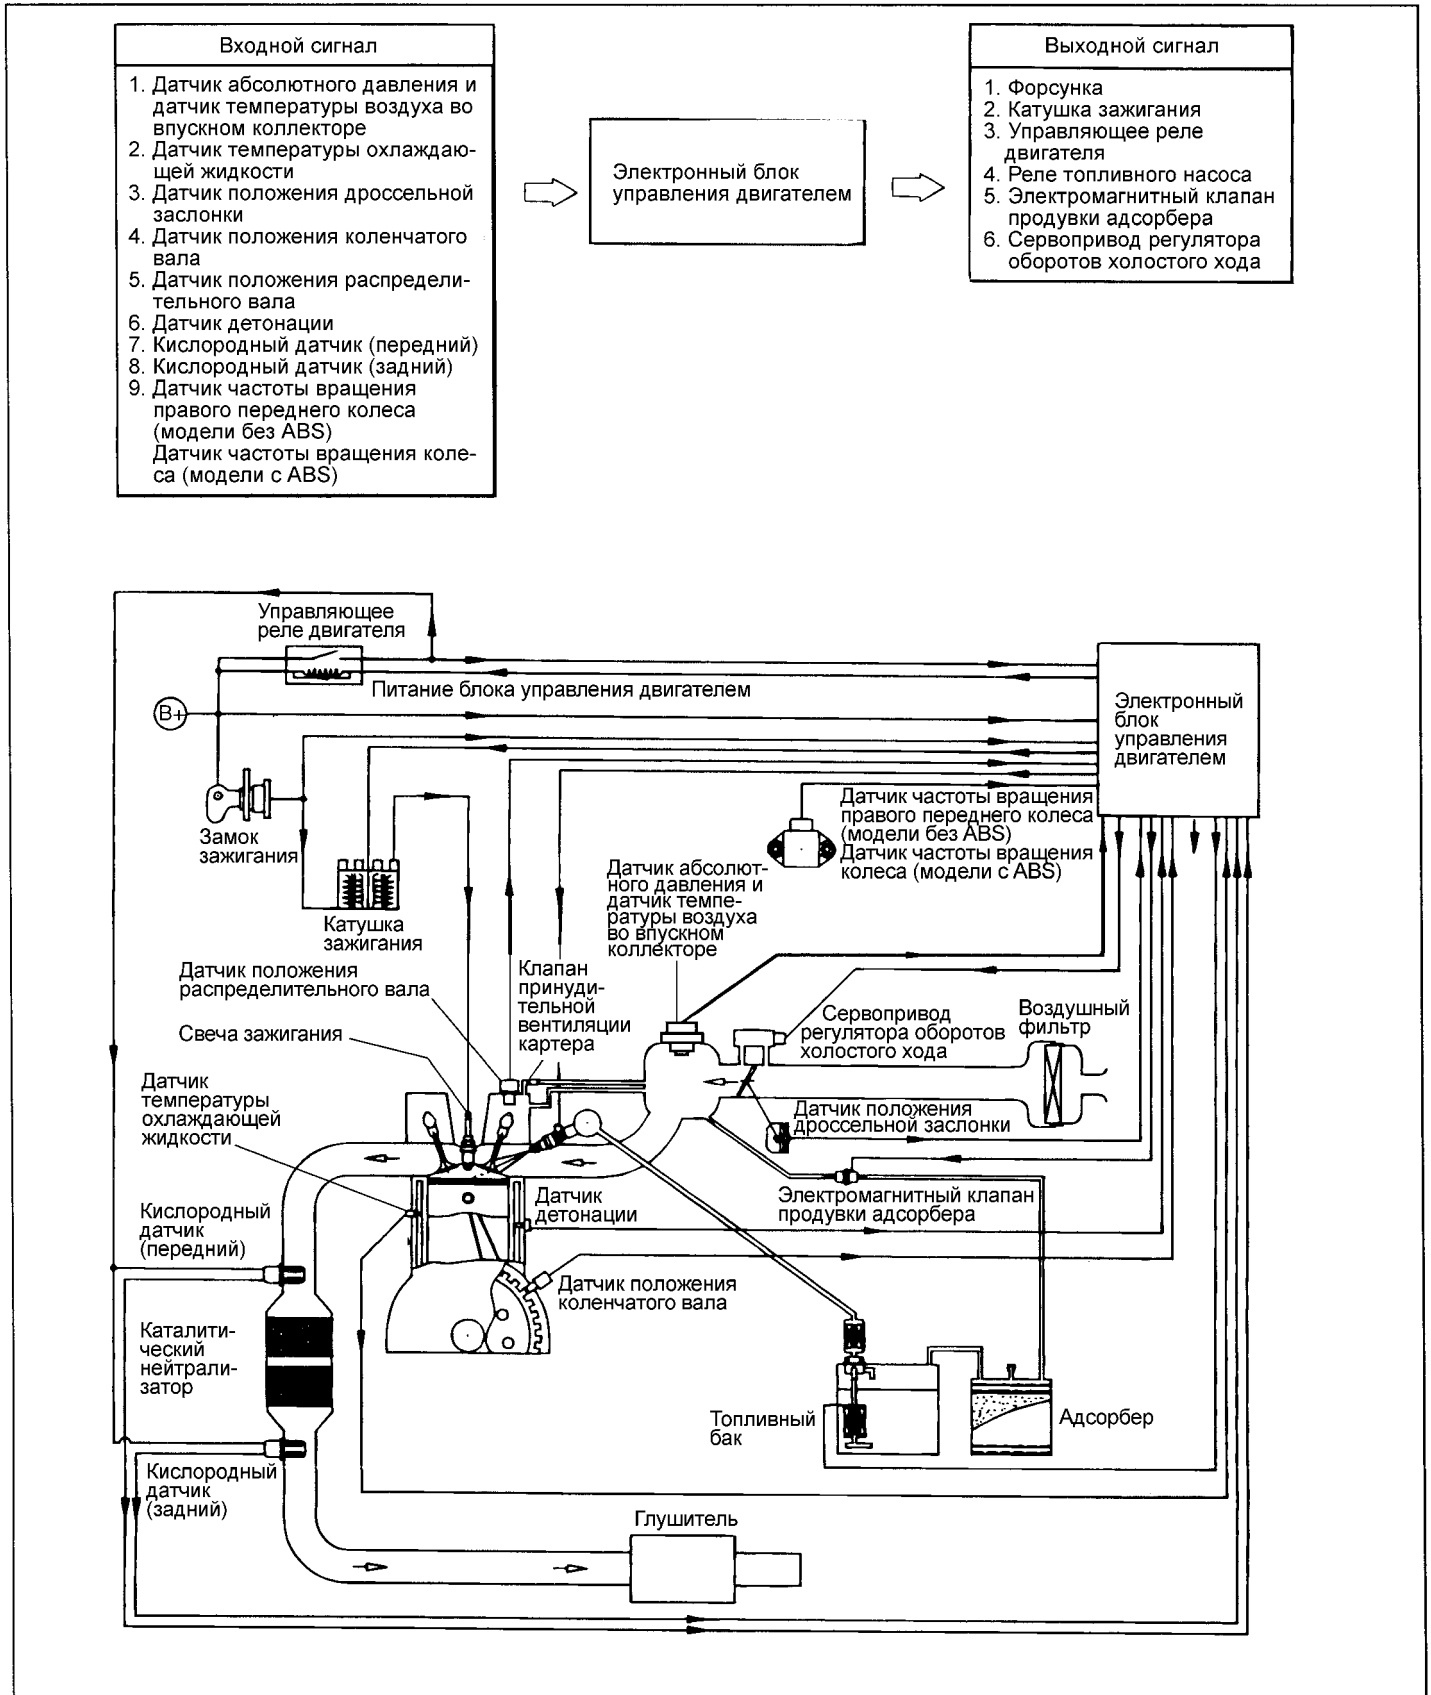 Входной сигнал
1. Датчик абсолютного давления и
датчик температуры воздуха во
впускном коллекторе
2. Датчик температуры охлаждаю-
щей жидкости
3. Датчик положения дроссельной
заслонки
4. Датчик положения коленчатого
вала
5. Датчик положения распредели-
тельного вала
6. Датчик детонации
7. Кислородный датчик (передний)
8. Кислородный датчик (задний)
9. Датчик частоты вращения
правого переднего колеса
(модели без ABS)
Датчик частоты вращения коле-
са (модели с ABS)
Электронный блок
управления двигателем
Выходной сигнал
1. Форсунка
2. Катушка зажигания
3. Управляющее реле
двигателя
4. Реле топливного насоса
5. Электромагнитный клапан
продувки адсорбера
6. Сервопривод регулятора
оборотов холостого хода
Управляющее
реле двигателя
Питание блока управления двигателем
B+
Электронный
блок
управления
двигателем
Замок
зажигания
Датчик частоты вращения
правого переднего колеса
(модели без ABS)
Датчик частоты вращения
колеса (модели с ABS)
Датчик абсолют-
ного давления и
датчик темпе-
ратуры воздуха
во впускном
коллекторе
Катушка
зажигания
Датчик положения
распределительного вала
Клапан
принуди-
тельной
вентиляции
картера
Свеча зажигания
Сервопривод
регулятора оборотов
холостого хода
Воздушный
фильтр
Датчик
температуры
охлаждающей
жидкости
Датчик положения
дроссельной заслонки
Датчик
детонации
Электромагнитный клапан
продувки адсорбера
Кислородный
датчик
(передний)
Датчик положения
коленчатого вала
Каталити-
ческий
нейтрали-
затор
Топливный
бак
Адсорбер
Кислородный
датчик
(задний)
Глушитель